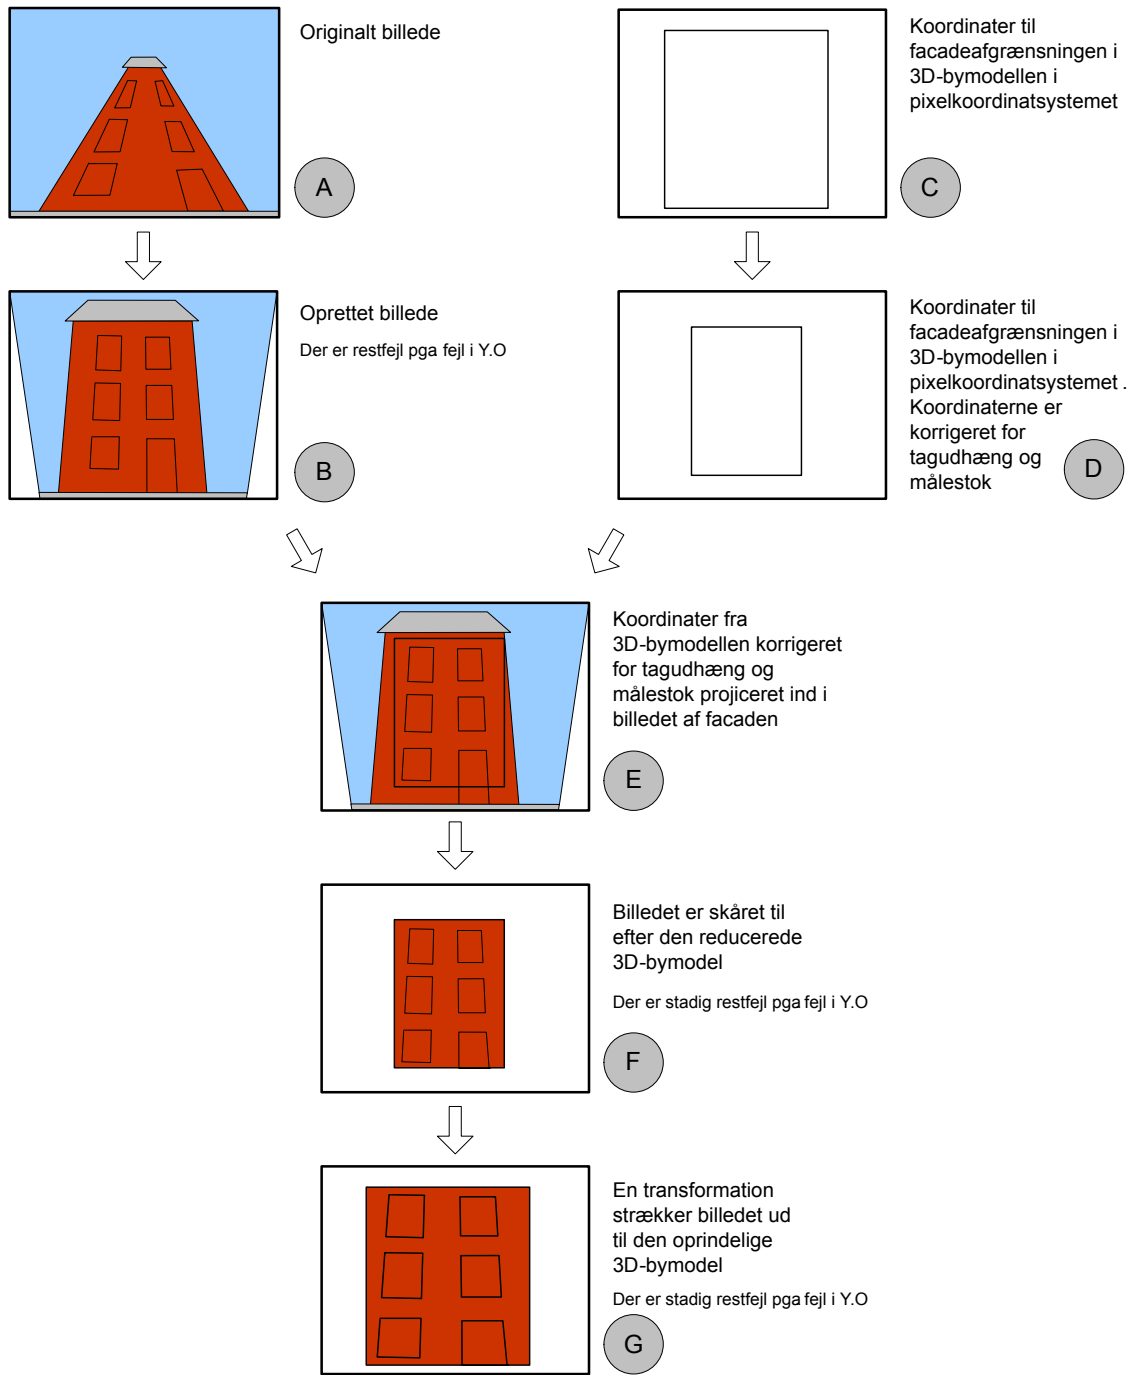 Originalt billede
A
Koordinater til
facadeafgrænsningen i
3D-bymodellen i
pixelkoordinatsystemet
C
Oprettet billede
Der er restfejl pga fejl i Y.O
B
Koordinater til
facadeafgrænsningen i
3D-bymodellen i
pixelkoordinatsystemet .
Koordinaterne er
korrigeret for
tagudhæng og
målestok
D
Koordinater fra
3D-bymodellen korrigeret
for tagudhæng og
målestok projiceret ind i
billedet af facaden
E
Billedet er skåret til
efter den reducerede
3D-bymodel
Der er stadig restfejl pga fejl i Y.O
F
En transformation
strækker billedet ud
til den oprindelige
3D-bymodel
Der er stadig restfejl pga fejl i Y.O
G